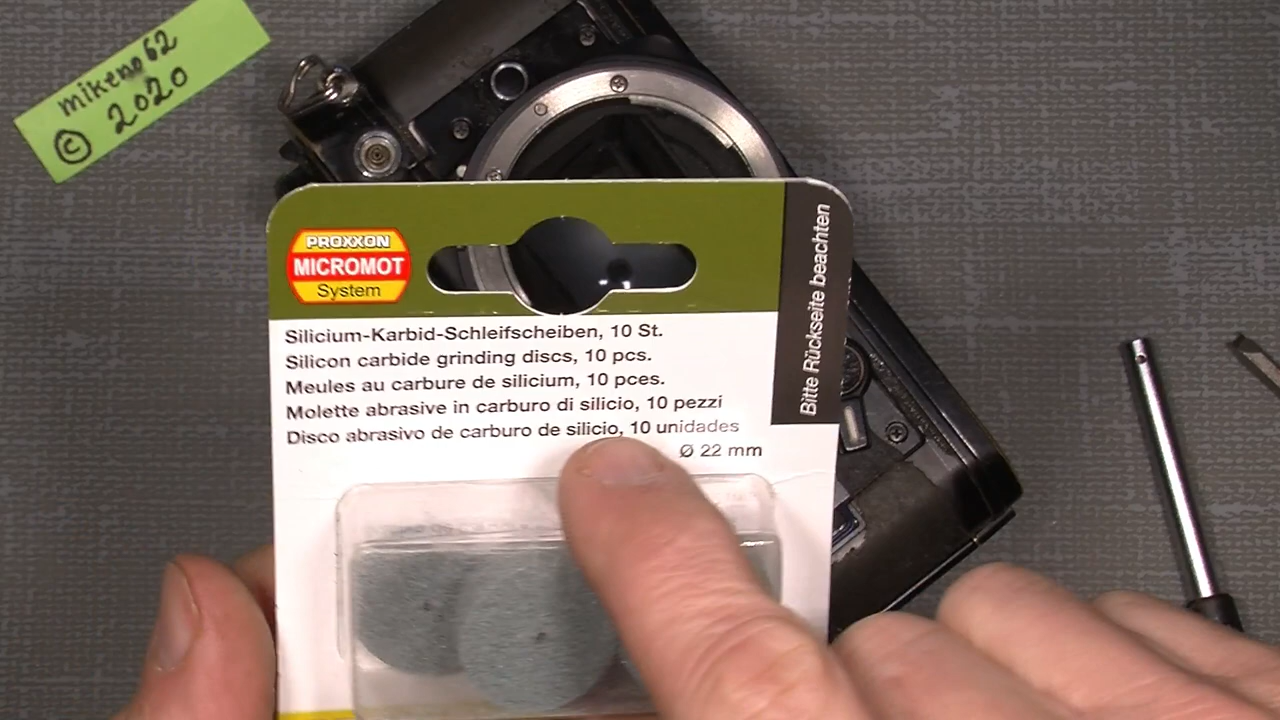 mikeno62
© 2020
PROXXON
MICROMOT
System
Silicium-Karbid-Schleifscheiben, 10 St.
Silicon carbide grinding discs, 10 pcs.
Meules au carbure de silicium, 10 pces.
Molette abrasive in carburo di silicio, 10 pezzi
Disco abrasivo de carburo de silicio, 10 unidades
Ø 22 mm
Bitte Rückseite beachten